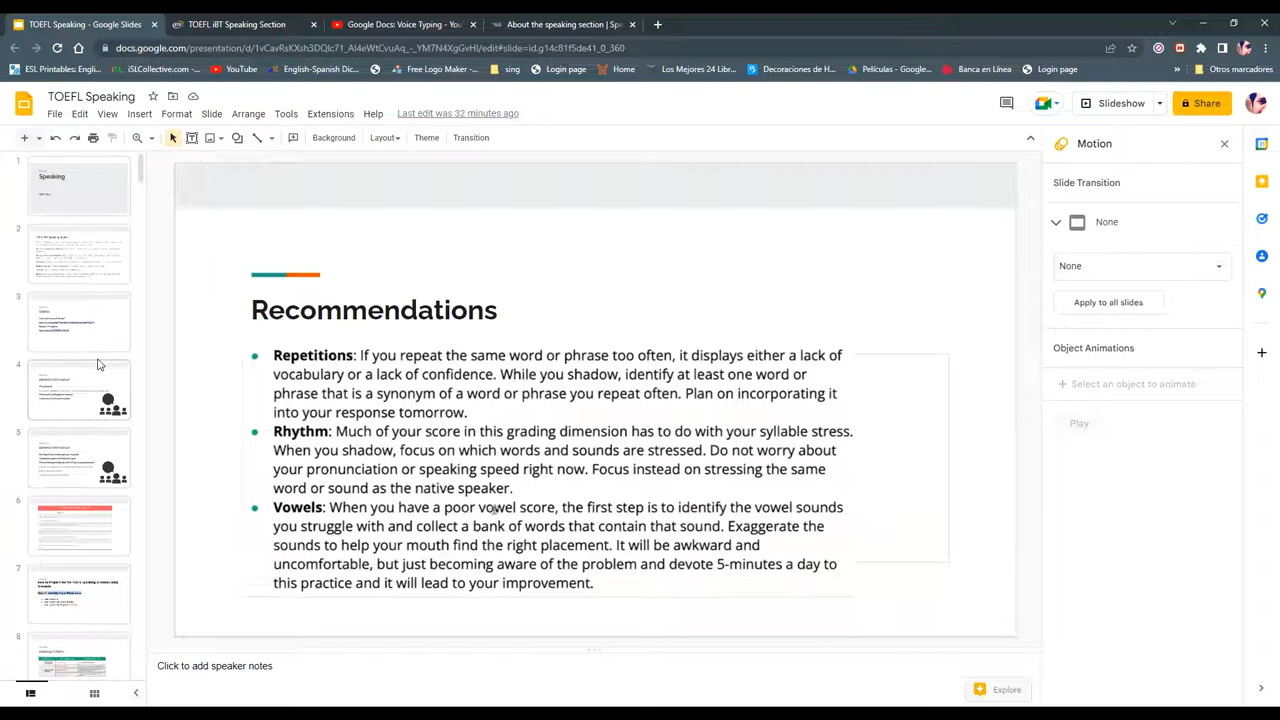 TOEFL Speaking - Google Slides
TOEFL iBT Speaking Section
Google Docs: Voice Typing - You
About the speaking section | Spe
docs.google.com/presentation/d/
/edit#slide=id.g14c81f5de41_0_360
ESL Printables: Engli...
iSLCollective.com -...
YouTube
English-Spanish Dic...
Free Logo Maker -...
sing
Login page
Home
Los Mejores 24 Libr...
Login page
Decoraciones de H...
Películas - Google...
Banca en Línea
Login page
Otros marcadores
TOEFL Speaking
File Edit View Insert Format Slide Arrange Tools Extensions Help Last edit was 32 minutes ago
Slideshow
Share
Background Layout Theme Transition
Motion
Slide Transition
None
None
Apply to all slides
Object Animations
Select an object to animate
Play
1
Speaking
2
3
4
5
6
7
8
Recommendations
Repetitions: If you repeat the same word or phrase too often, it displays either a lack of
vocabulary or a lack of confidence. While you shadow, identify at least one word or
phrase that is a synonym of a word or phrase you repeat often. Plan on incorporating it
into your response tomorrow.
Rhythm: Much of your score in this grading dimension has to do with your syllable stress.
When you shadow, focus on what words and sounds are stressed. Do not worry about
your pronunciation or speaking speed right now. Focus instead on stressing the same
word or sound as the native speaker.
Vowels: When you have a poor vowel score, the first step is to identify the vowel sounds
you struggle with and collect a bank of words that contain that sound. Exaggerate the
sounds to help your mouth find the right placement. It will be awkward and
uncomfortable, but just becoming aware of the problem and devote 5-minutes a day to
this practice and it will lead to your improvement.
Click to add speaker notes
Explore